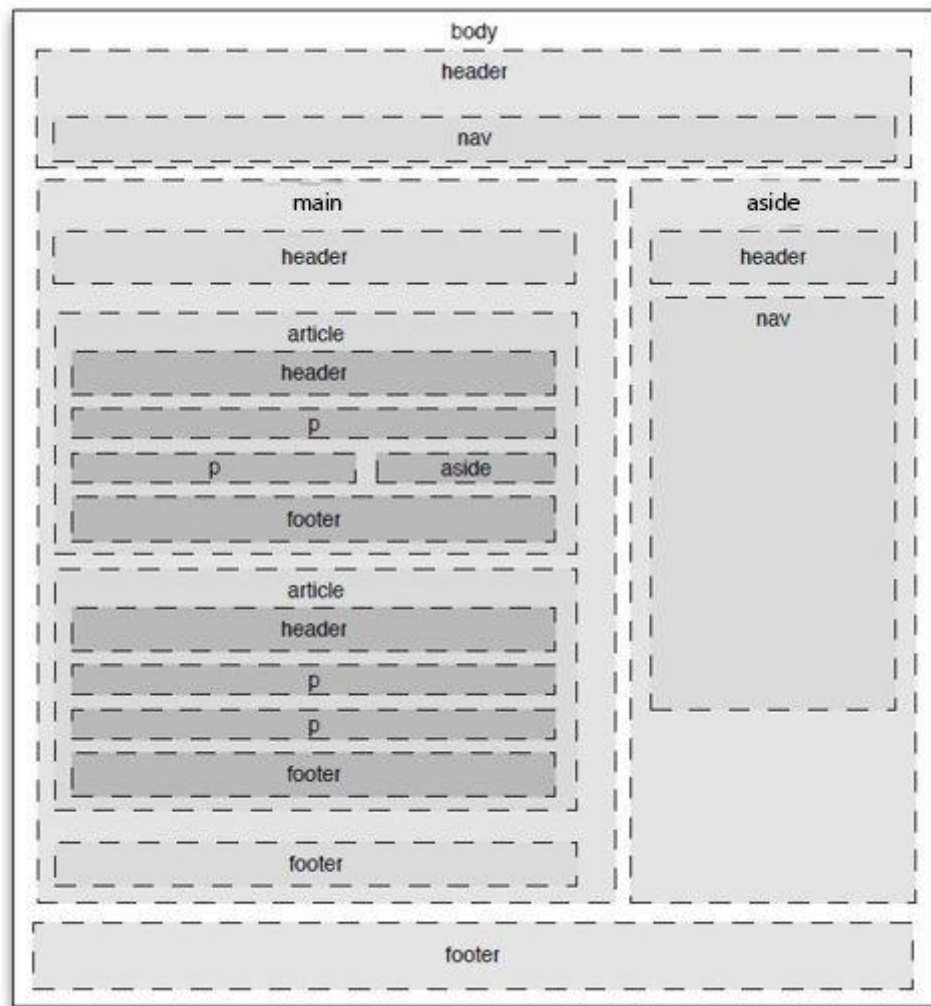 body
header
nav
main
header
article
header
p
p
aside
footer
article
header
p
p
footer
footer
aside
header
nav
footer